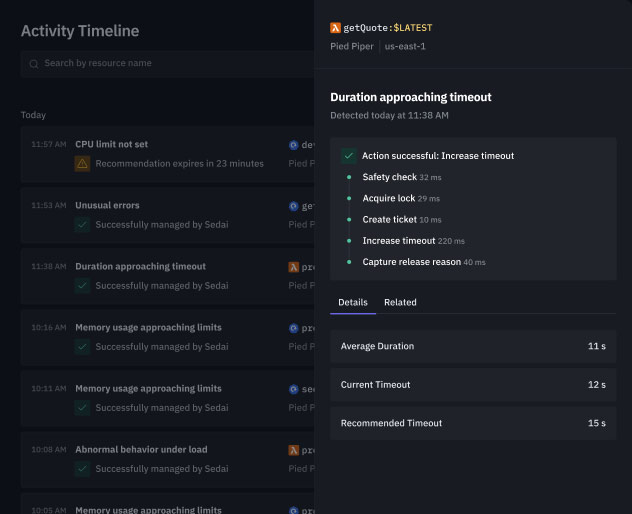 Activity Timeline
Search by resource name
Today
11:57 AM CPU limit not set
Recommendation expires in 23 minutes Pied P
11:53 AM Unusual errors
Successfully managed by Sedai Pied P
11:38 AM Duration approaching timeout
Successfully managed by Sedai Pied P
10:16 AM Memory usage approaching limits
Successfully managed by Sedai Pied P
10:11 AM Memory usage approaching limits
Successfully managed by Sedai Pied P
10:08 AM Abnormal behavior under load
Successfully managed by Sedai Pied P
10:05 AM Memory usage approaching limits
getQuote:$LATEST
Pied Piper us-east-1
Duration approaching timeout
Detected today at 11:38 AM
Action successful: Increase timeout
Safety check 32 ms
Acquire lock 29 ms
Create ticket 10 ms
Increase timeout 220 ms
Capture release reason 40 ms
Details Related
Average Duration 11 s
Current Timeout 12 s
Recommended Timeout 15 s